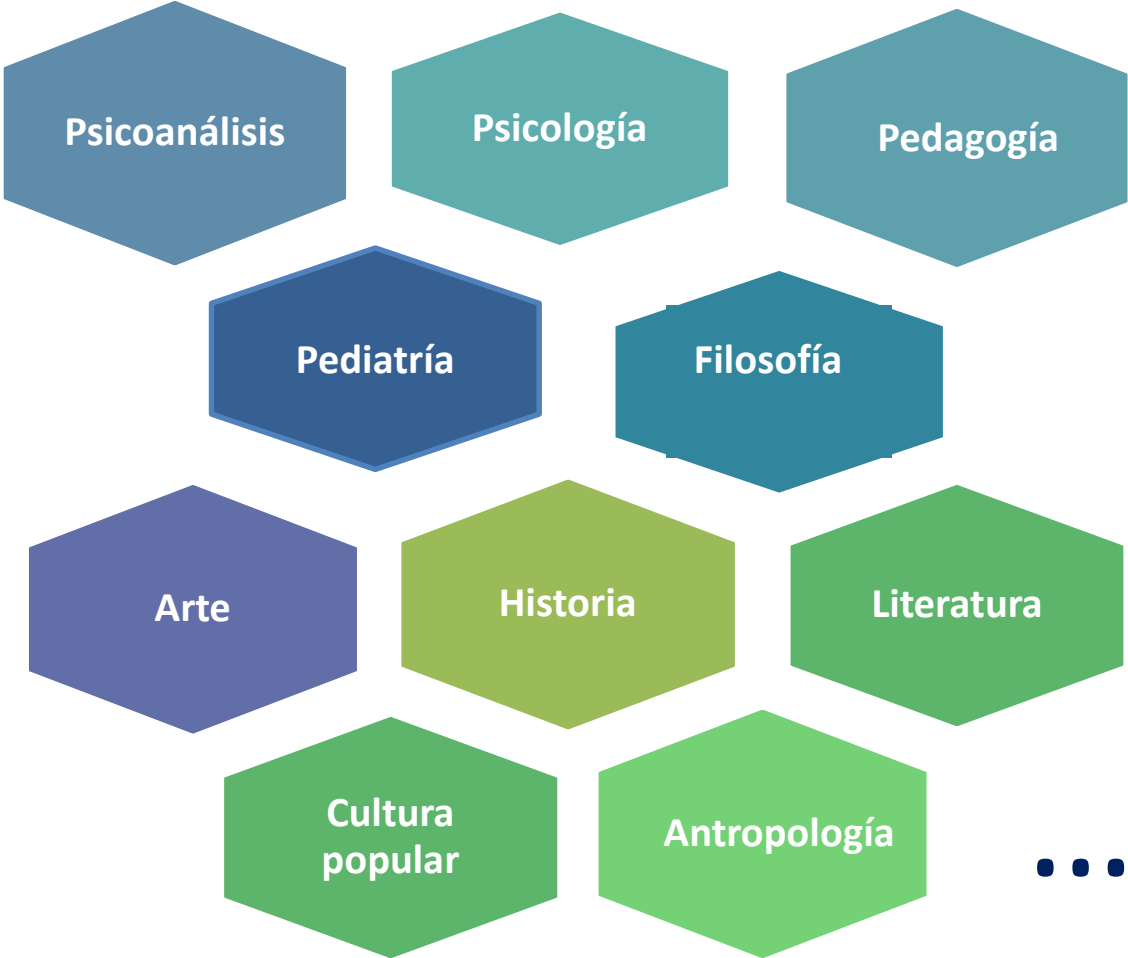 Psicoanálisis
Psicología
Pedagogía
Pediatría
Filosofía
Arte
Historia
Literatura
Cultura
popular
Antropología
...